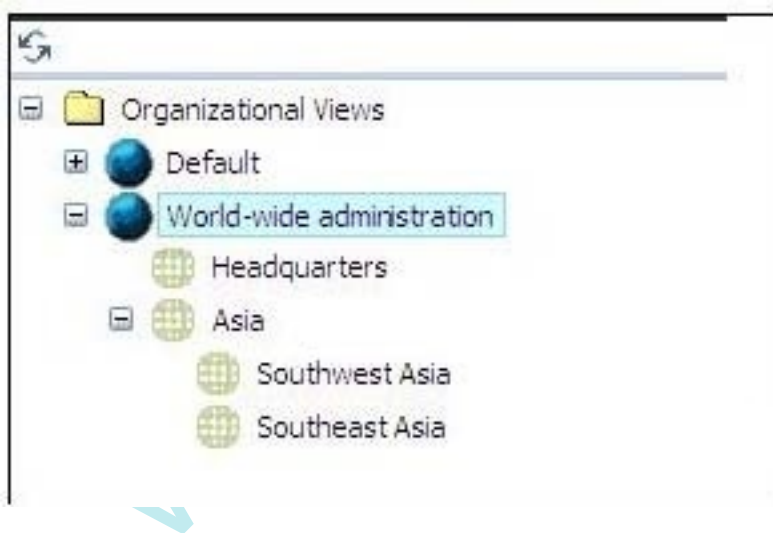 Organizational Views
Default
World-wide administration
Headquarters
Asia
Southwest Asia
Southeast Asia